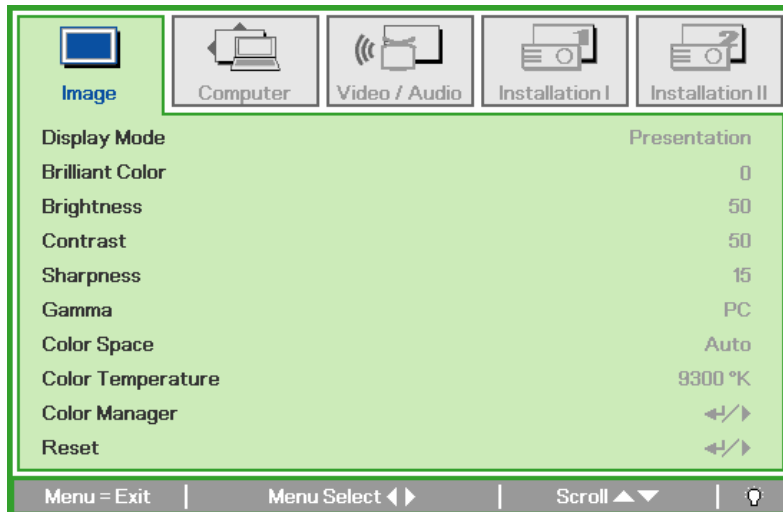 Image Computer Video / Audio Installation I Installation II
Display Mode Presentation
Brilliant Color 0
Brightness 50
Contrast 50
Sharpness 15
Gamma PC
Color Space Auto
Color Temperature 9300 °K
Color Manager ↵/▶
Reset ↵/▶
Menu = Exit | Menu Select ◀▶ | Scroll ▲▼ |